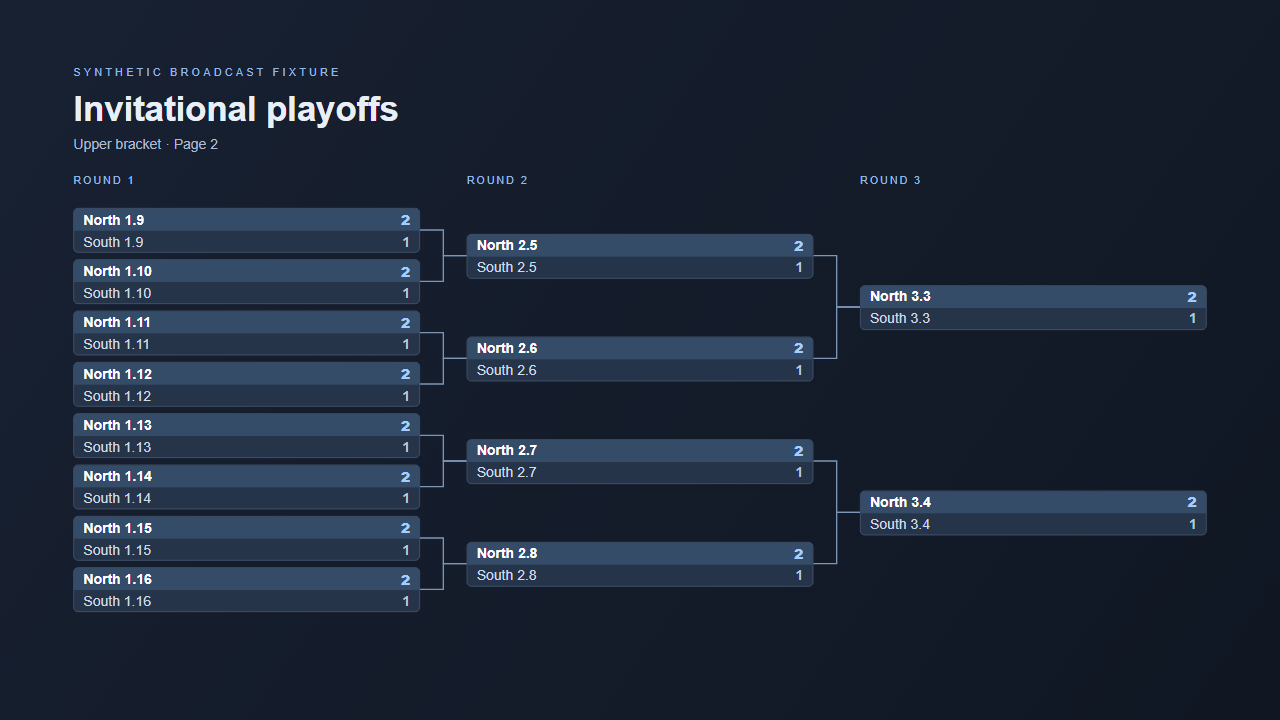 SYNTHETIC BROADCAST FIXTURE
Invitational playoffs
Upper bracket · Page 2
ROUND 1
North 1.9 2
South 1.9 1
North 1.10 2
South 1.10 1
North 1.11 2
South 1.11 1
North 1.12 2
South 1.12 1
North 1.13 2
South 1.13 1
North 1.14 2
South 1.14 1
North 1.15 2
South 1.15 1
North 1.16 2
South 1.16 1
ROUND 2
North 2.5 2
South 2.5 1
North 2.6 2
South 2.6 1
North 2.7 2
South 2.7 1
North 2.8 2
South 2.8 1
ROUND 3
North 3.3 2
South 3.3 1
North 3.4 2
South 3.4 1